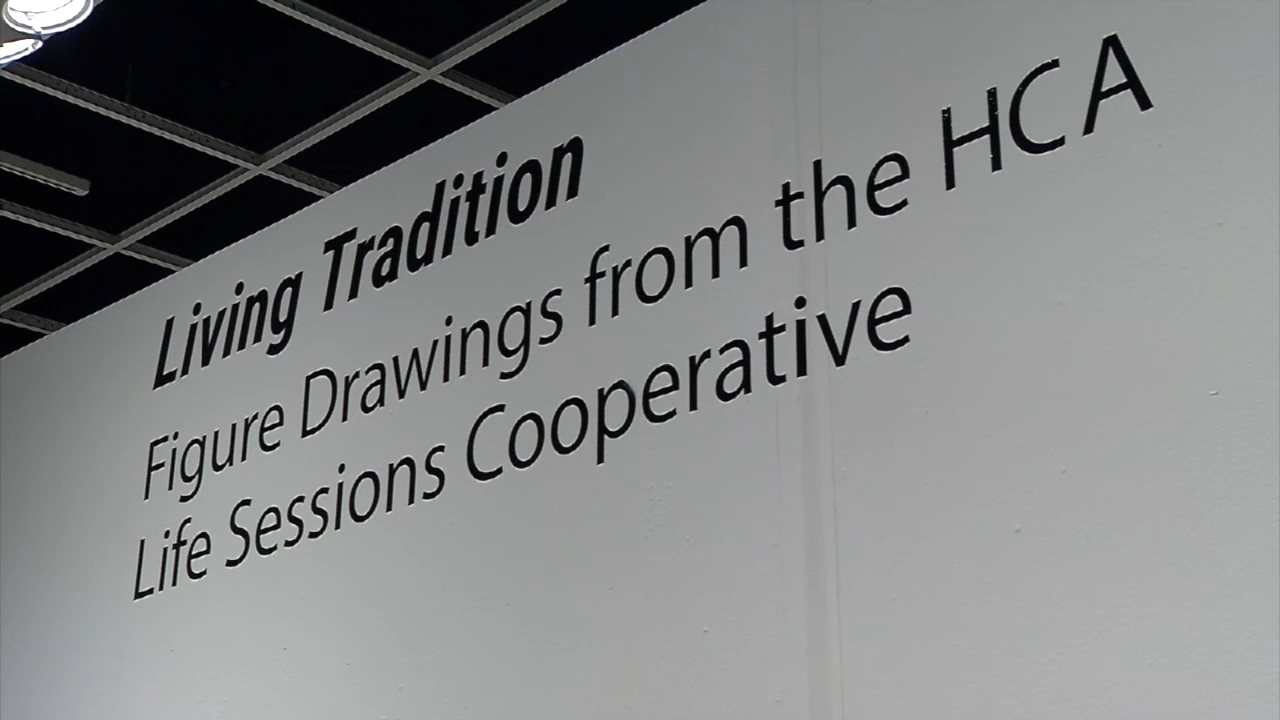 Living Tradition
Figure Drawings from the HCA
Life Sessions Cooperative